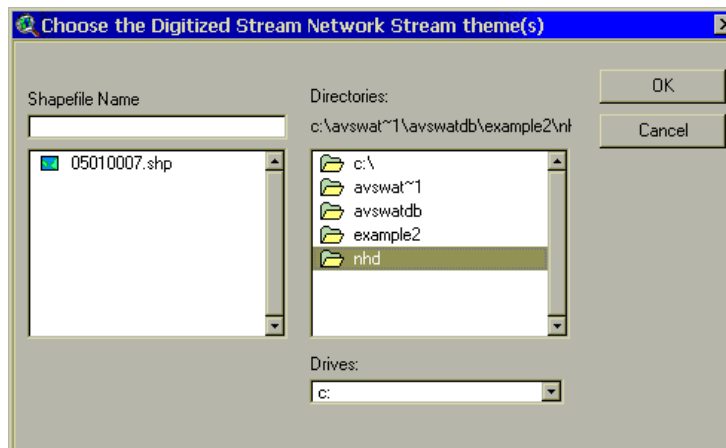 Choose the Digitized Stream Network Stream theme(s)
Shapefile Name
05010007.shp
Directories:
c:\avswat~1\avswatdb\example2\nh
c:\
avswat~1
avswatdb
example2
nhd
Drives:
c:
OK
Cancel